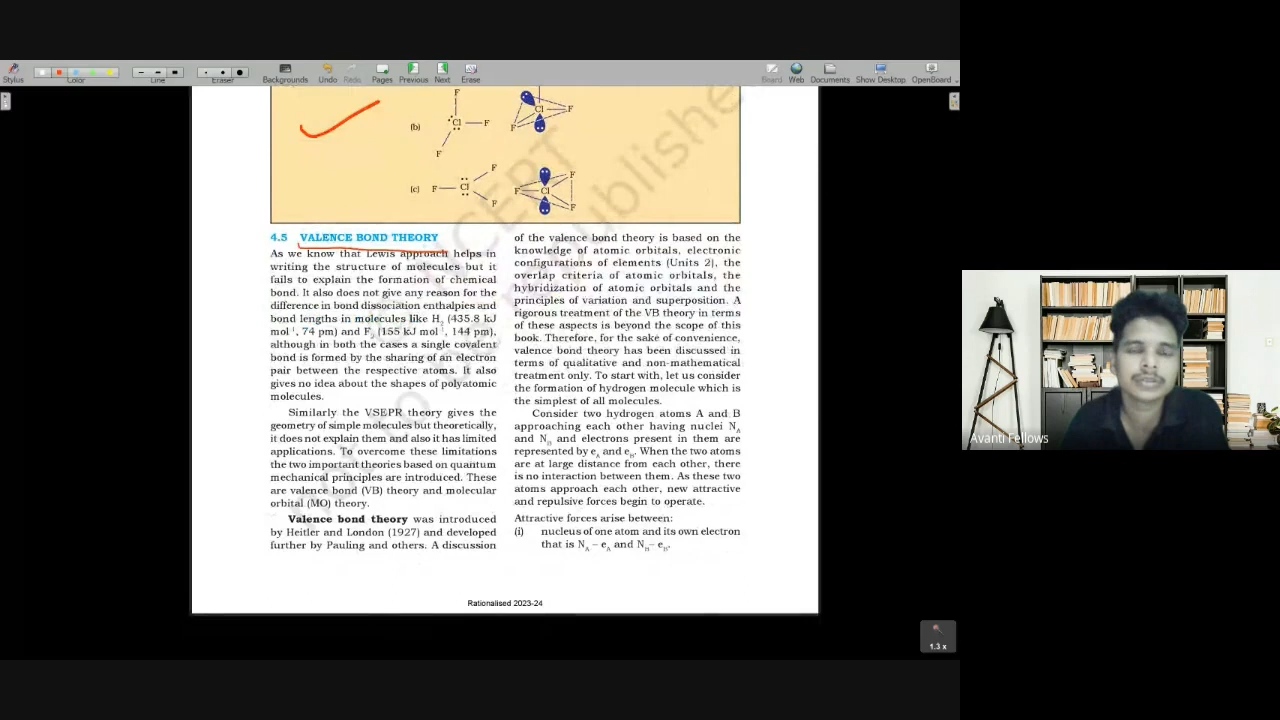 Stylus
Color
Line
Eraser
Backgrounds
Undo
Redo
Pages
Previous
Next
Erase
Board
Web
Documents
Show Desktop
OpenBoard
F
(b)
Cl
F
F
Cl
F
F
(c)
F
Cl
F
F
F
Cl
F
F
4.5 VALENCE BOND THEORY
As we know that Lewis approach helps in
writing the structure of molecules but it
fails to explain the formation of chemical
bond. It also does not give any reason for the
difference in bond dissociation enthalpies and
bond lengths in molecules like H2 (435.8 kJ
mol-1, 74 pm) and F2 (155 kJ mol-1, 144 pm),
although in both the cases a single covalent
bond is formed by the sharing of an electron
pair between the respective atoms. It also
gives no idea about the shapes of polyatomic
molecules.
Similarly the VSEPR theory gives the
geometry of simple molecules but theoretically,
it does not explain them and also it has limited
applications. To overcome these limitations
the two important theories based on quantum
mechanical principles are introduced. These
are valence bond (VB) theory and molecular
orbital (MO) theory.
Valence bond theory was introduced
by Heitler and London (1927) and developed
further by Pauling and others. A discussion
of the valence bond theory is based on the
knowledge of atomic orbitals, electronic
configurations of elements (Units 2), the
overlap criteria of atomic orbitals, the
hybridization of atomic orbitals and the
principles of variation and superposition. A
rigorous treatment of the VB theory in terms
of these aspects is beyond the scope of this
book. Therefore, for the sake of convenience,
valence bond theory has been discussed in
terms of qualitative and non-mathematical
treatment only. To start with, let us consider
the formation of hydrogen molecule which is
the simplest of all molecules.
Consider two hydrogen atoms A and B
approaching each other having nuclei NA
and NB and electrons present in them are
represented by eA and eB. When the two atoms
are at large distance from each other, there
is no interaction between them. As these two
atoms approach each other, new attractive
and repulsive forces begin to operate.
Attractive forces arise between:
(i) nucleus of one atom and its own electron
that is NA – eA and NB– eB.
Rationalised 2023-24
1.3 x
Avanti Fellows